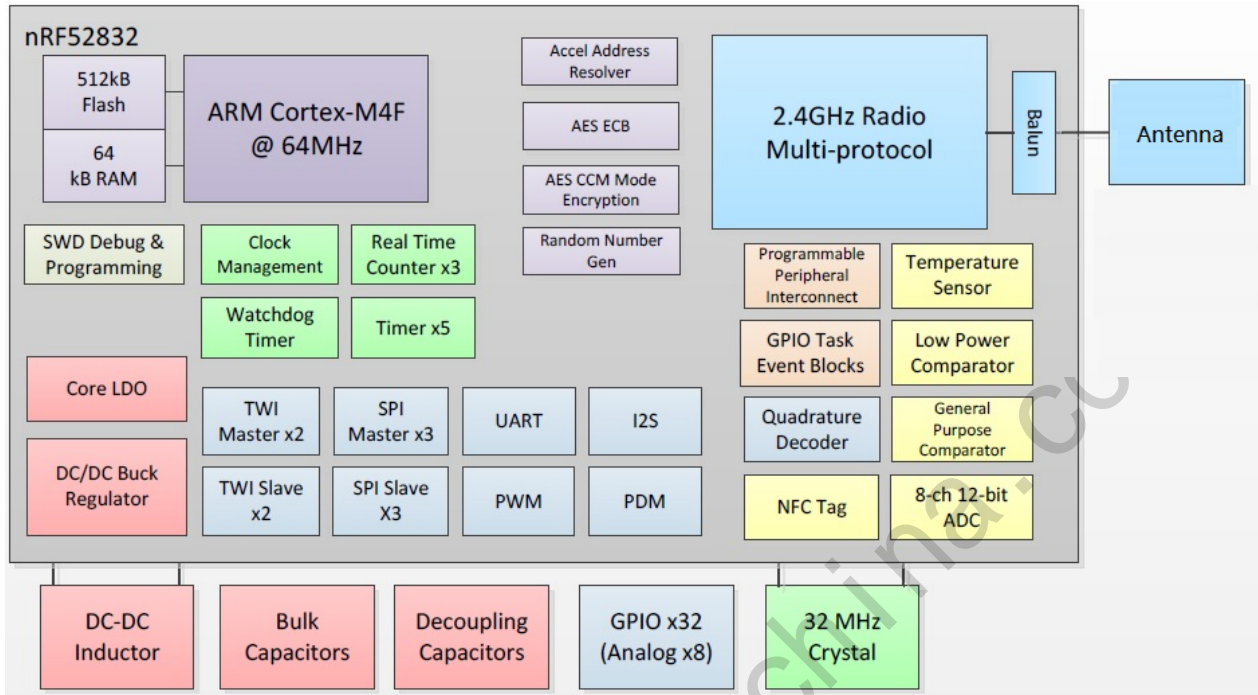 nRF52832
512kB
Flash
64
kB RAM
ARM Cortex-M4F
@ 64MHz
Accel Address
Resolver
AES ECB
AES CCM Mode
Encryption
Random Number
Gen
2.4GHz Radio
Multi-protocol
Balun
Antenna
SWD Debug &
Programming
Clock
Management
Real Time
Counter x3
Watchdog
Timer
Timer x5
Programmable
Peripheral
Interconnect
Temperature
Sensor
GPIO Task
Event Blocks
Low Power
Comparator
Core LDO
DC/DC Buck
Regulator
TWI
Master x2
SPI
Master x3
UART
I2S
Quadrature
Decoder
General
Purpose
Comparator
TWI Slave
x2
SPI Slave
X3
PWM
PDM
NFC Tag
8-ch 12-bit
ADC
DC-DC
Inductor
Bulk
Capacitors
Decoupling
Capacitors
GPIO x32
(Analog x8)
32 MHz
Crystal